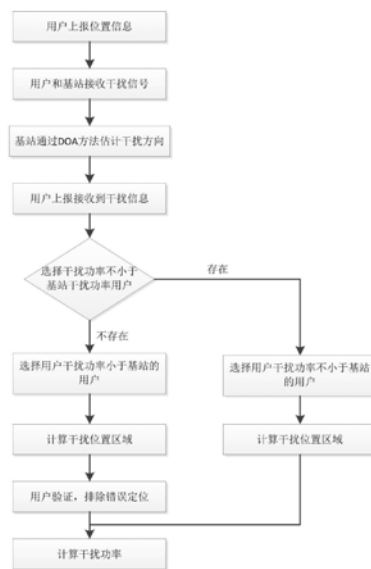 用户上报位置信息
用户和基站接收干扰信号
基站通过DOA方法估计干扰方向
用户上报接收到干扰信息
选择干扰功率不小于
基站干扰功率用户
存在
不存在
选择用户干扰功率小于基站的
用户
选择用户干扰功率不小于基站
的用户
计算干扰位置区域
计算干扰位置区域
用户验证，排除错误定位
计算干扰功率